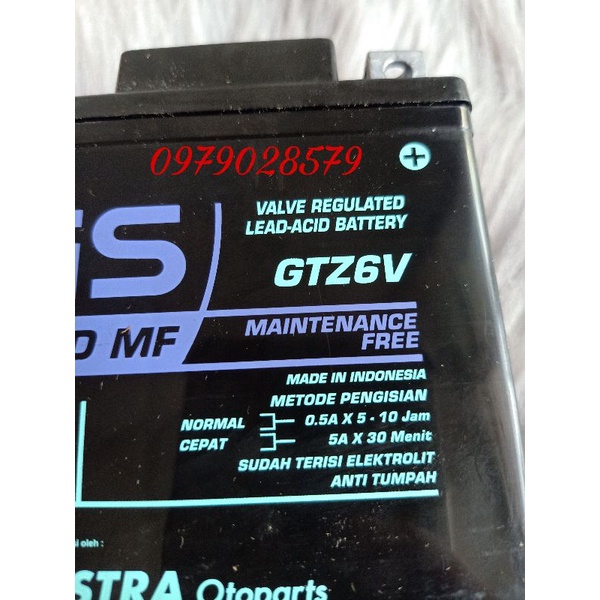 0979028579
+
VALVE REGULATED
LEAD-ACID BATTERY
GS
GTZ6V
MF
MAINTENANCE
FREE
MADE IN INDONESIA
METODE PENGISIAN
NORMAL 0.5A X 5 - 10 Jam
CEPAT 5A X 30 Menit
SUDAH TERISI ELEKTROLIT
ANTI TUMPAH
oleh :
STRA Otoparts